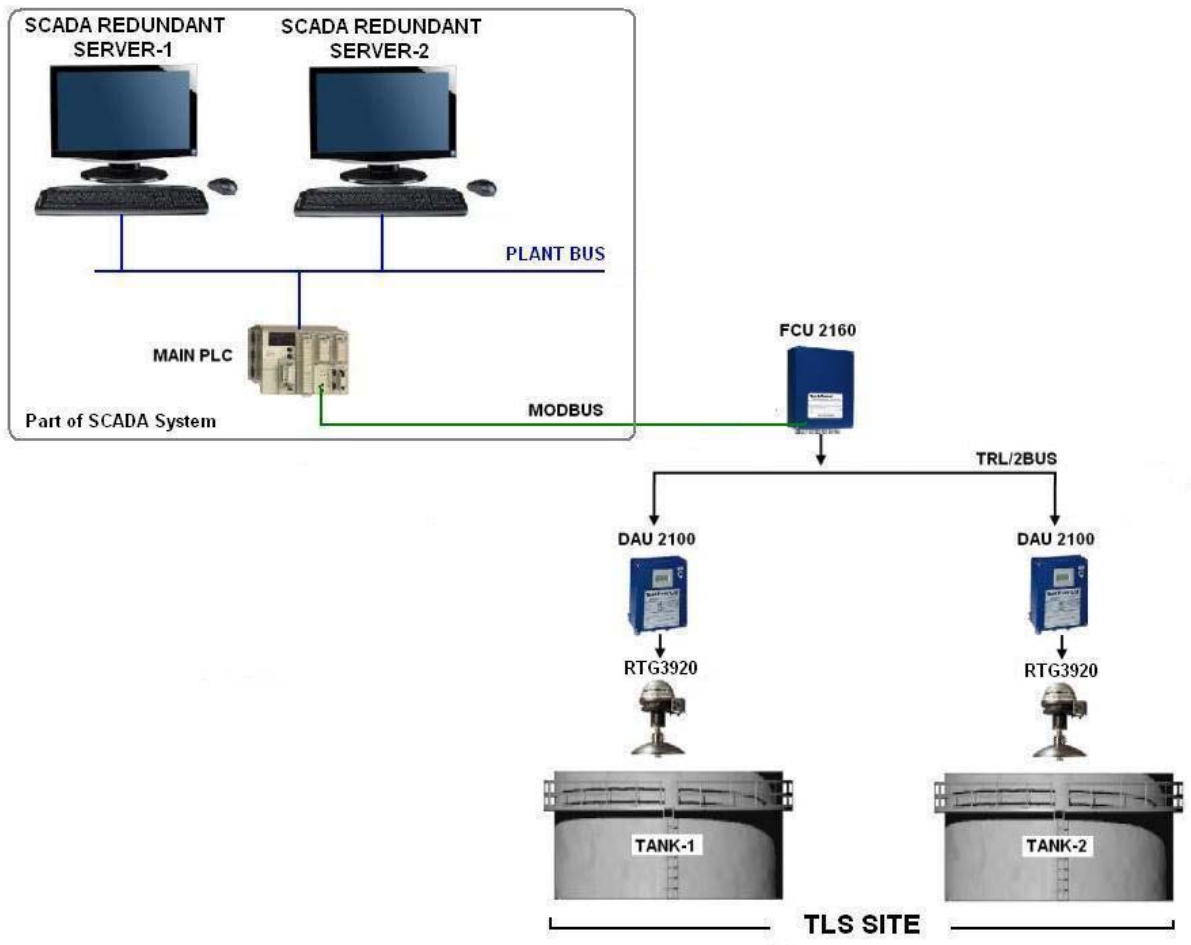 SCADA REDUNDANT
SERVER-1
SCADA REDUNDANT
SERVER-2
PLANT BUS
MAIN PLC
Part of SCADA System
MODBUS
FCU 2160
TRL/2BUS
DAU 2100
DAU 2100
RTG3920
RTG3920
TANK-1
TANK-2
TLS SITE